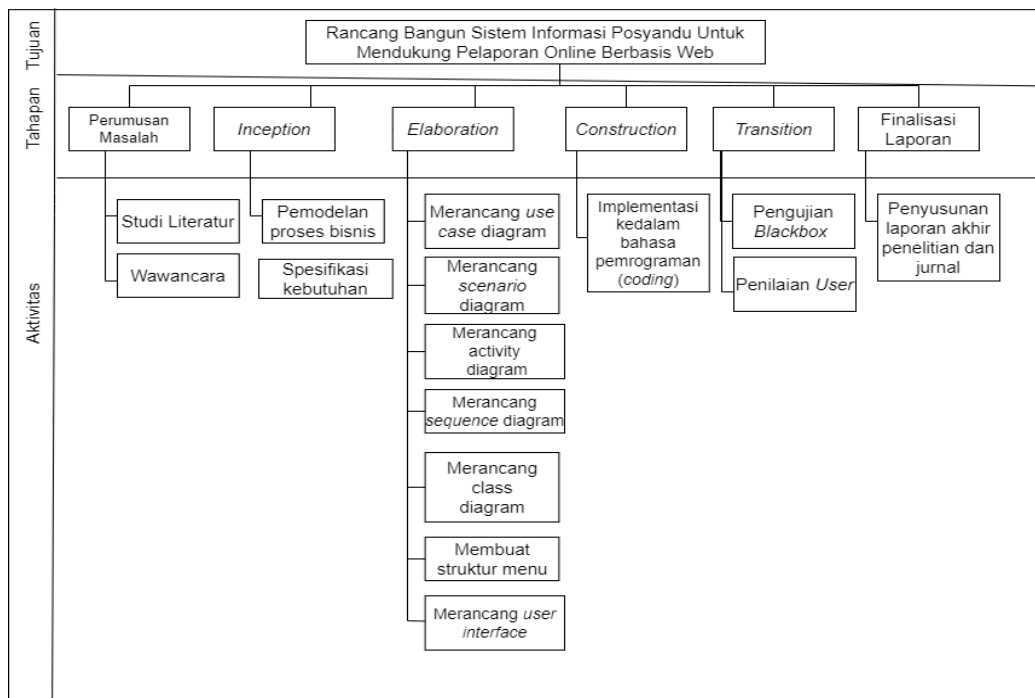 Tujuan
Rancang Bangun Sistem Informasi Posyandu Untuk
Mendukung Pelaporan Online Berbasis Web
Tahapan
Perumusan
Masalah
Inception
Elaboration
Construction
Transition
Finalisasi
Laporan
Aktivitas
Studi Literatur
Wawancara
Pemodelan
proses bisnis
Spesifikasi
kebutuhan
Merancang use
case diagram
Merancang
scenario
diagram
Merancang
activity
diagram
Merancang
sequence diagram
Merancang
class
diagram
Membuat
struktur menu
Merancang user
interface
Implementasi
kedalam
bahasa
pemrograman
(coding)
Pengujian
Blackbox
Penilaian User
Penyusunan
laporan akhir
penelitian dan
jurnal